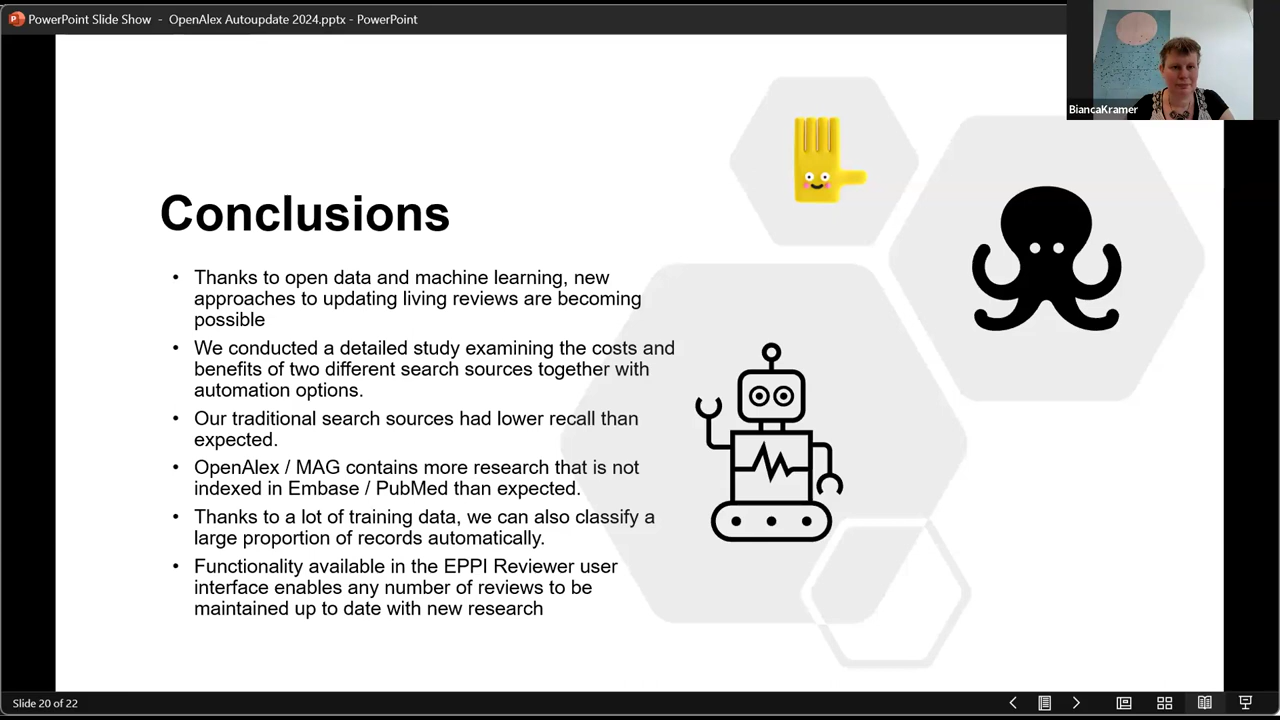 PowerPoint Slide Show - OpenAlex Autoupdate 2024.pptx - PowerPoint
BiancaKramer
Conclusions
• Thanks to open data and machine learning, new
approaches to updating living reviews are becoming
possible
• We conducted a detailed study examining the costs and
benefits of two different search sources together with
automation options.
• Our traditional search sources had lower recall than
expected.
• OpenAlex / MAG contains more research that is not
indexed in Embase / PubMed than expected.
• Thanks to a lot of training data, we can also classify a
large proportion of records automatically.
• Functionality available in the EPPI Reviewer user
interface enables any number of reviews to be
maintained up to date with new research
Slide 20 of 22